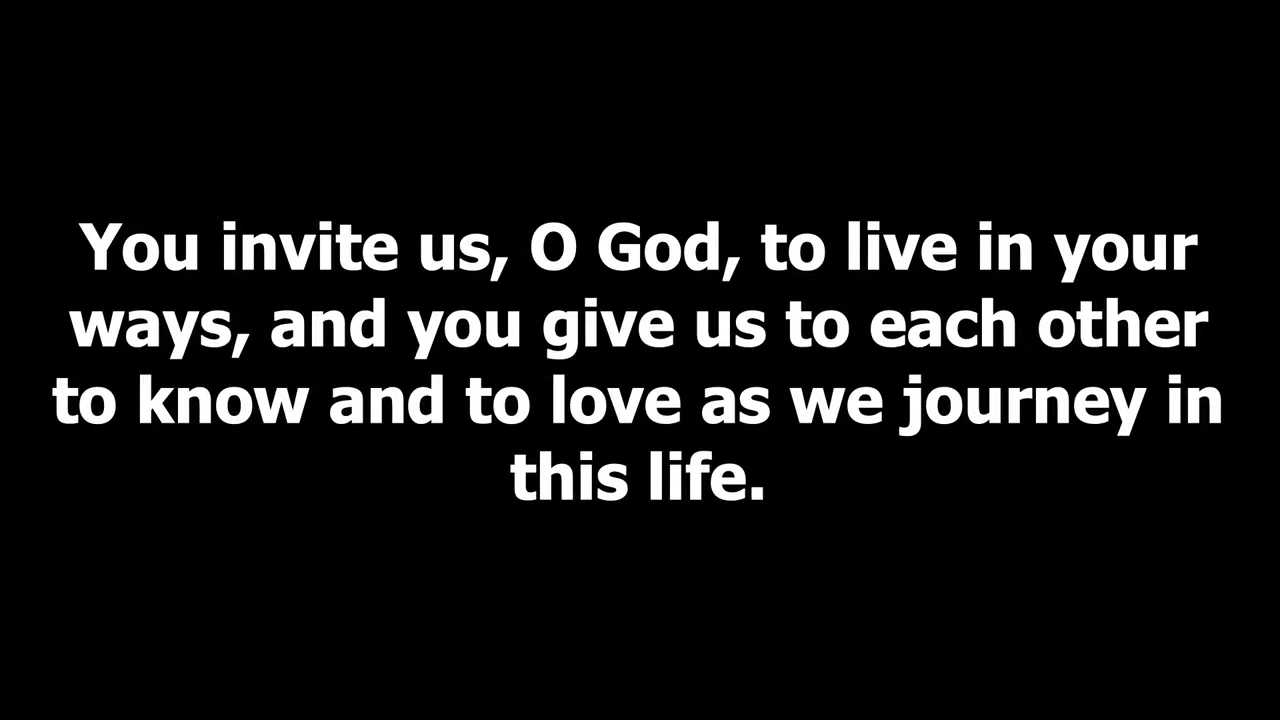 You invite us, O God, to live in your
ways, and you give us to each other
to know and to love as we journey in
this life.